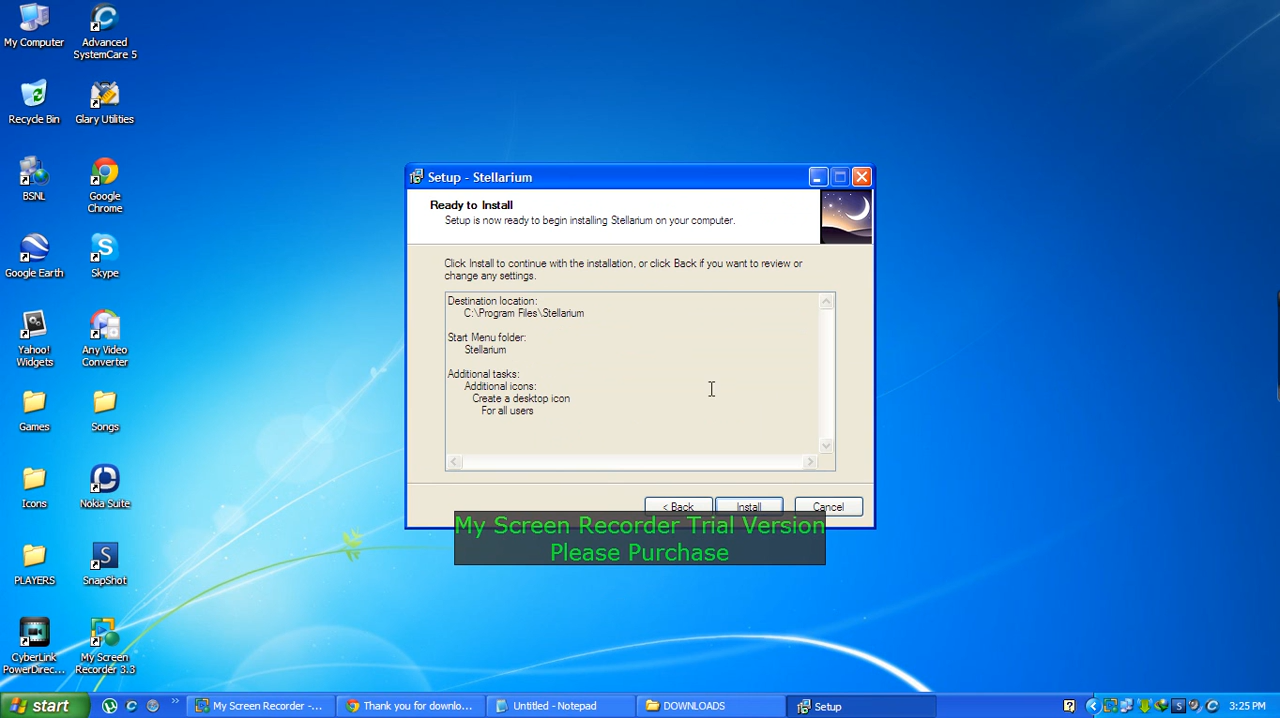 My Computer
Advanced
SystemCare 5
Recycle Bin
Glary Utilities
BSNL
Google
Chrome
Google Earth
Skype
Yahoo!
Widgets
Any Video
Converter
Games
Songs
Icons
Nokia Suite
PLAYERS
SnapShot
CyberLink
PowerDirec...
My Screen
Recorder 3.3
Setup - Stellarium
Ready to Install
Setup is now ready to begin installing Stellarium on your computer.
Click Install to continue with the installation, or click Back if you want to review or
change any settings.
Destination location:
C:\Program Files\Stellarium
Start Menu folder:
Stellarium
Additional tasks:
Additional icons:
Create a desktop icon
For all users
< Back
Install
Cancel
My Screen Recorder Trial Version
Please Purchase
start
My Screen Recorder -...
Thank you for downlo...
Untitled - Notepad
DOWNLOADS
Setup
3:25 PM